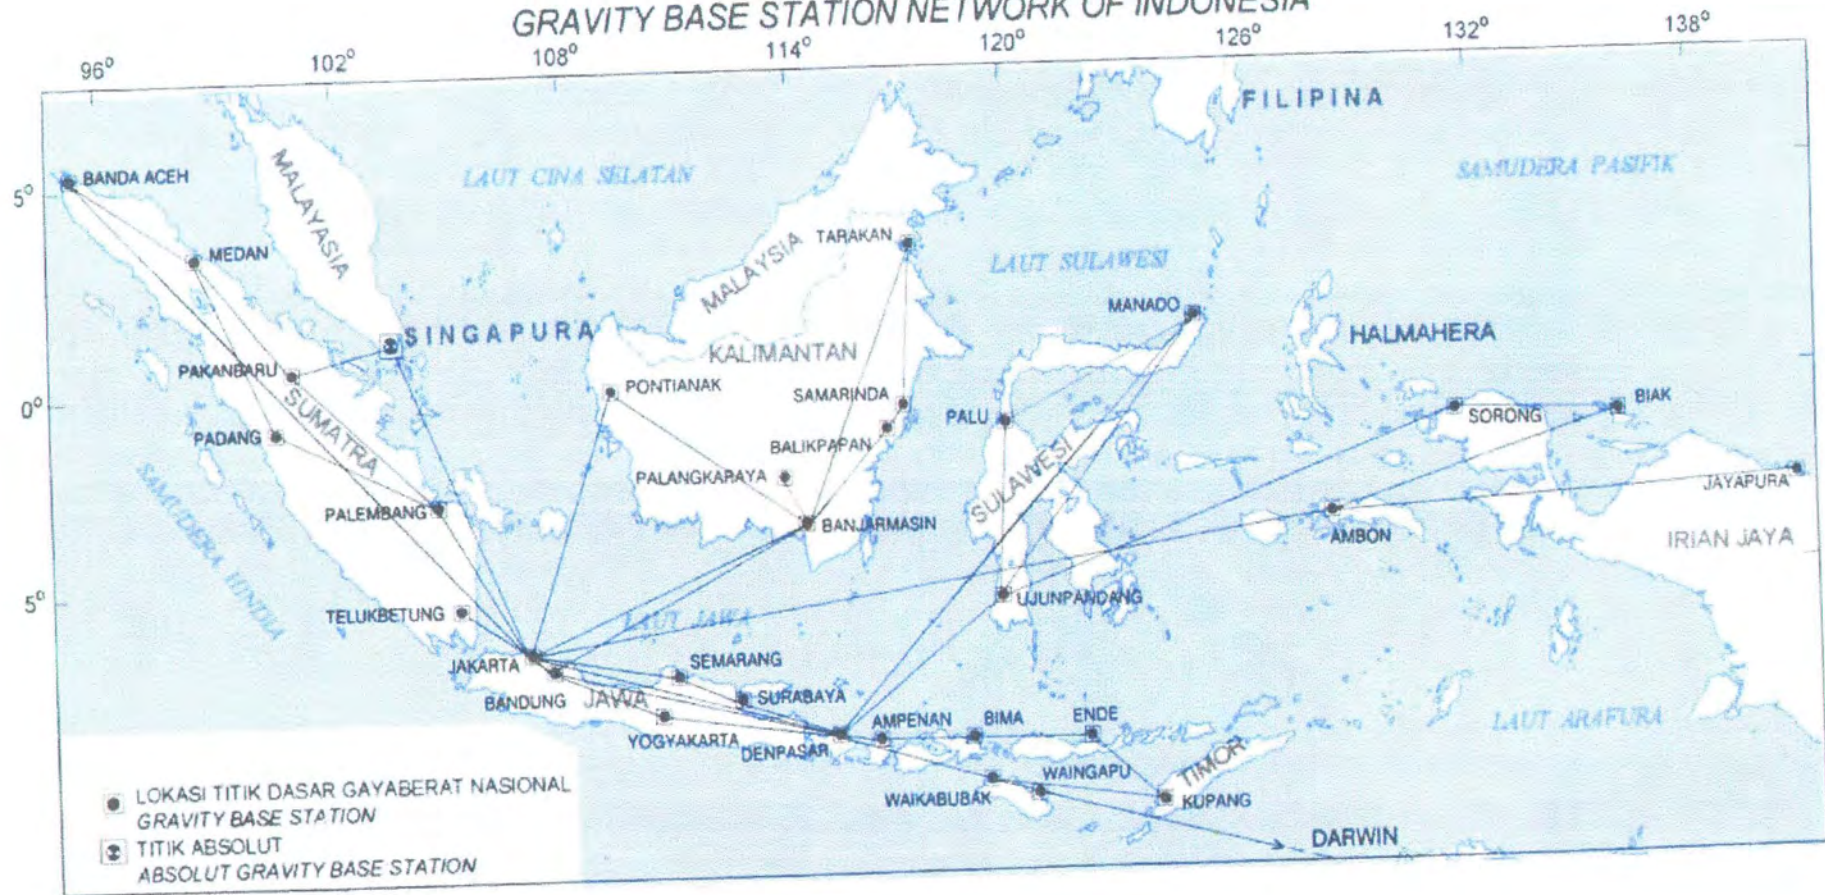 GRAVITY BASE STATION NETWORK OF INDONESIA
96° 102° 108° 114° 120° 126° 132° 138°
FILIPINA
MALAYASIA
LAUT CINA SELATAN
SAMUDERA PASIFIK
BANDA ACEH
5°
MEDAN
MALAYSIA
TARAKAN
LAUT SULAWESI
MANADO
SINGAPURA
HALMAHERA
KALIMANTAN
PAKANBARU
PONTIANAK
SAMARINDA
SUMATRA
0°
PALU
SORONG
BIAK
PADANG
BALIKPAPAN
SULAWESI
PALANGKARAYA
JAYAPURA
SAMUDERA HINDIA
PALEMBANG
BANJARMASIN
AMBON
IRIAN JAYA
5°
TELUKBETUNG
LAUT JAWA
UJUNPANDANG
JAKARTA
SEMARANG
BANDUNG
JAWA
SURABAYA
YOGYAKARTA
DENPASAR
AMPENAN
BIMA
ENDE
LAUT ARAFURA
TIMOR
WAINGAPU
WAIKABUBAK
KUPANG
DARWIN
LOKASI TITIK DASAR GAYABERAT NASIONAL
GRAVITY BASE STATION
TITIK ABSOLUT
ABSOLUT GRAVITY BASE STATION